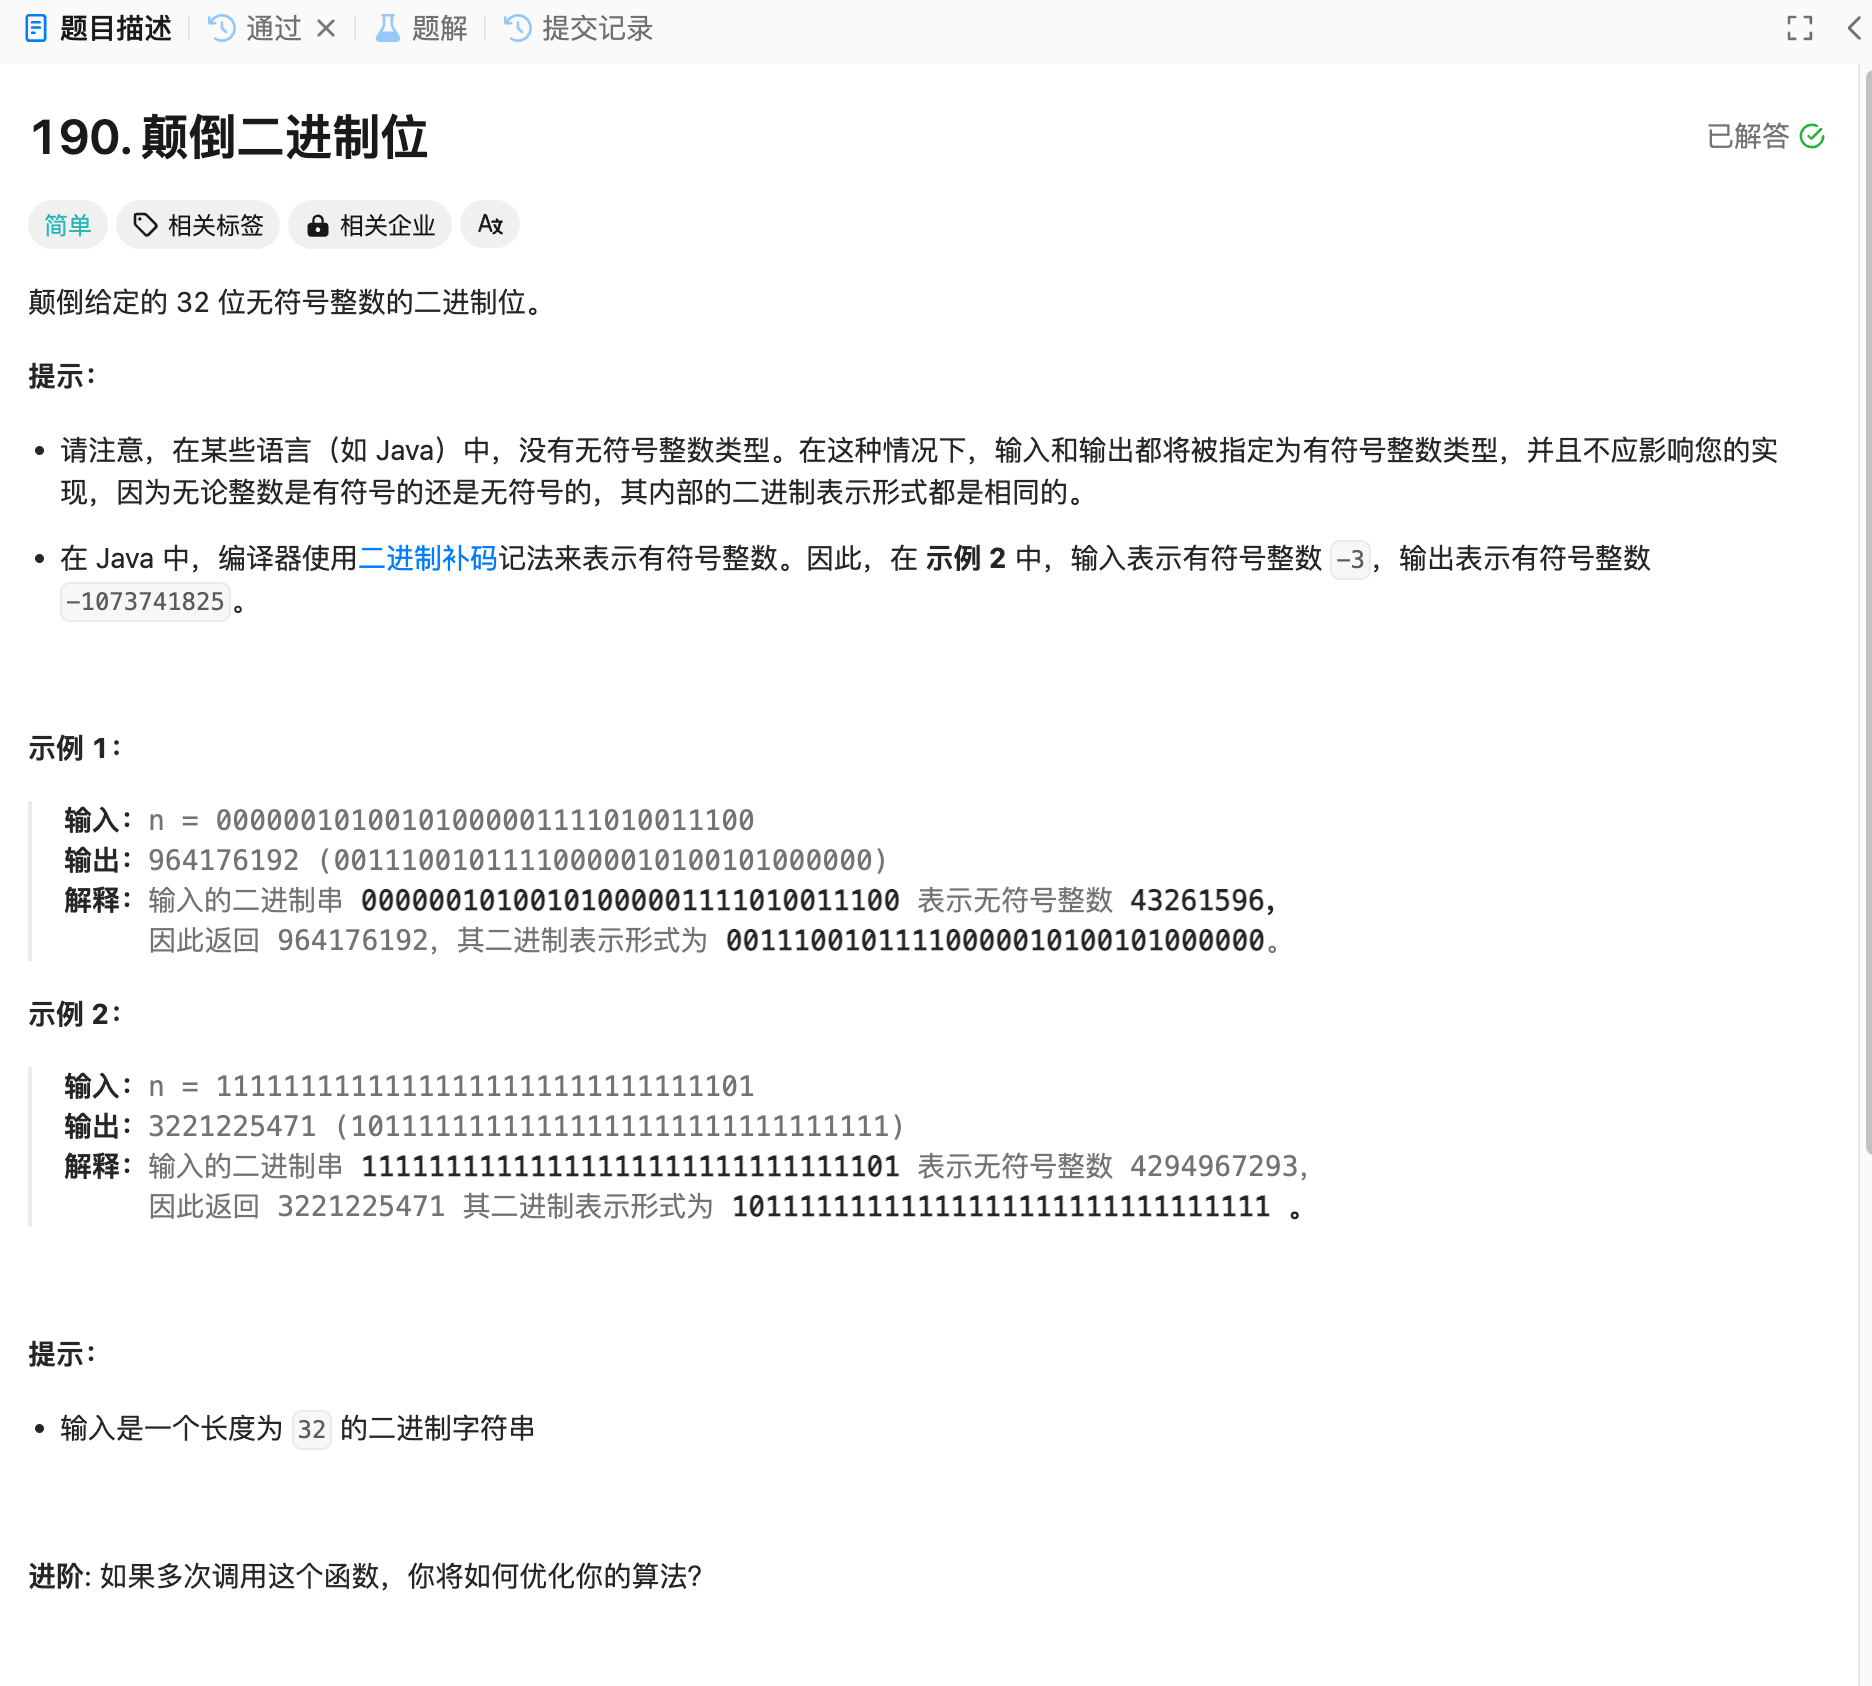 题目描述 通过 题解 提交记录
190. 颠倒二进制位
已解答
简单 相关标签 相关企业
颠倒给定的 32 位无符号整数的二进制位。
提示：
请注意，在某些语言（如 Java）中，没有无符号整数类型。在这种情况下，输入和输出都将被指定为有符号整数类型，并且不应影响您的实
现，因为无论整数是有符号的还是无符号的，其内部的二进制表示形式都是相同的。
在 Java 中，编译器使用二进制补码记法来表示有符号整数。因此，在 示例 2 中，输入表示有符号整数 -3，输出表示有符号整数
-1073741825。
示例 1：
输入：n = 00000010100101000001111010011100
输出：964176192 (00111001011110000010100101000000)
解释：输入的二进制串 00000010100101000001111010011100 表示无符号整数 43261596，
因此返回 964176192，其二进制表示形式为 00111001011110000010100101000000。
示例 2：
输入：n = 11111111111111111111111111111101
输出：3221225471 (10111111111111111111111111111111)
解释：输入的二进制串 11111111111111111111111111111101 表示无符号整数 4294967293，
因此返回 3221225471 其二进制表示形式为 10111111111111111111111111111111 。
提示：
输入是一个长度为 32 的二进制字符串
进阶: 如果多次调用这个函数，你将如何优化你的算法？